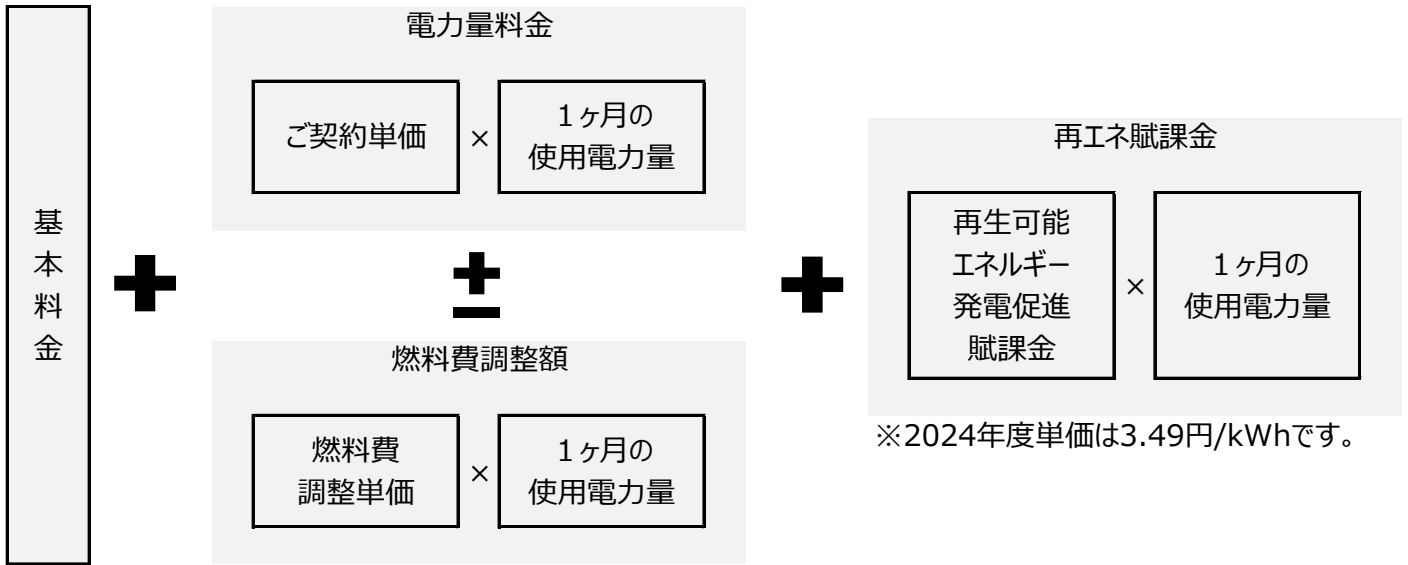 基本料金
電力量料金
ご契約単価
×
1ヶ月の
使用電力量
±
燃料費調整額
燃料費
調整単価
×
1ヶ月の
使用電力量
再エネ賦課金
再生可能
エネルギー
発電促進
賦課金
×
1ヶ月の
使用電力量
※2024年度単価は3.49円/kWhです。